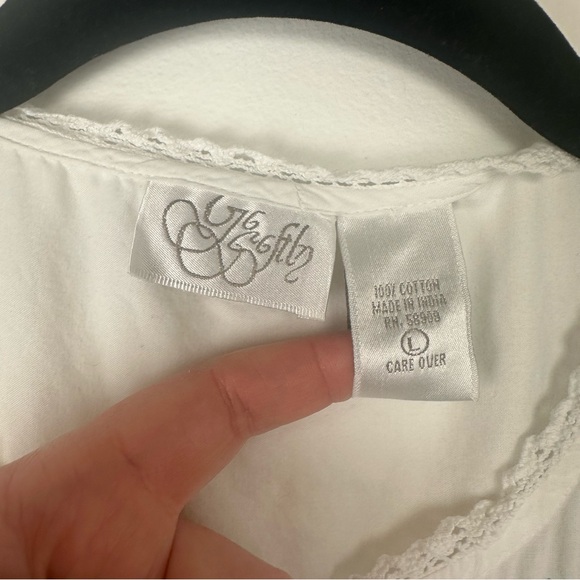 100% COTTON
MADE IN INDIA
RN. 58909
L
CARE OVER